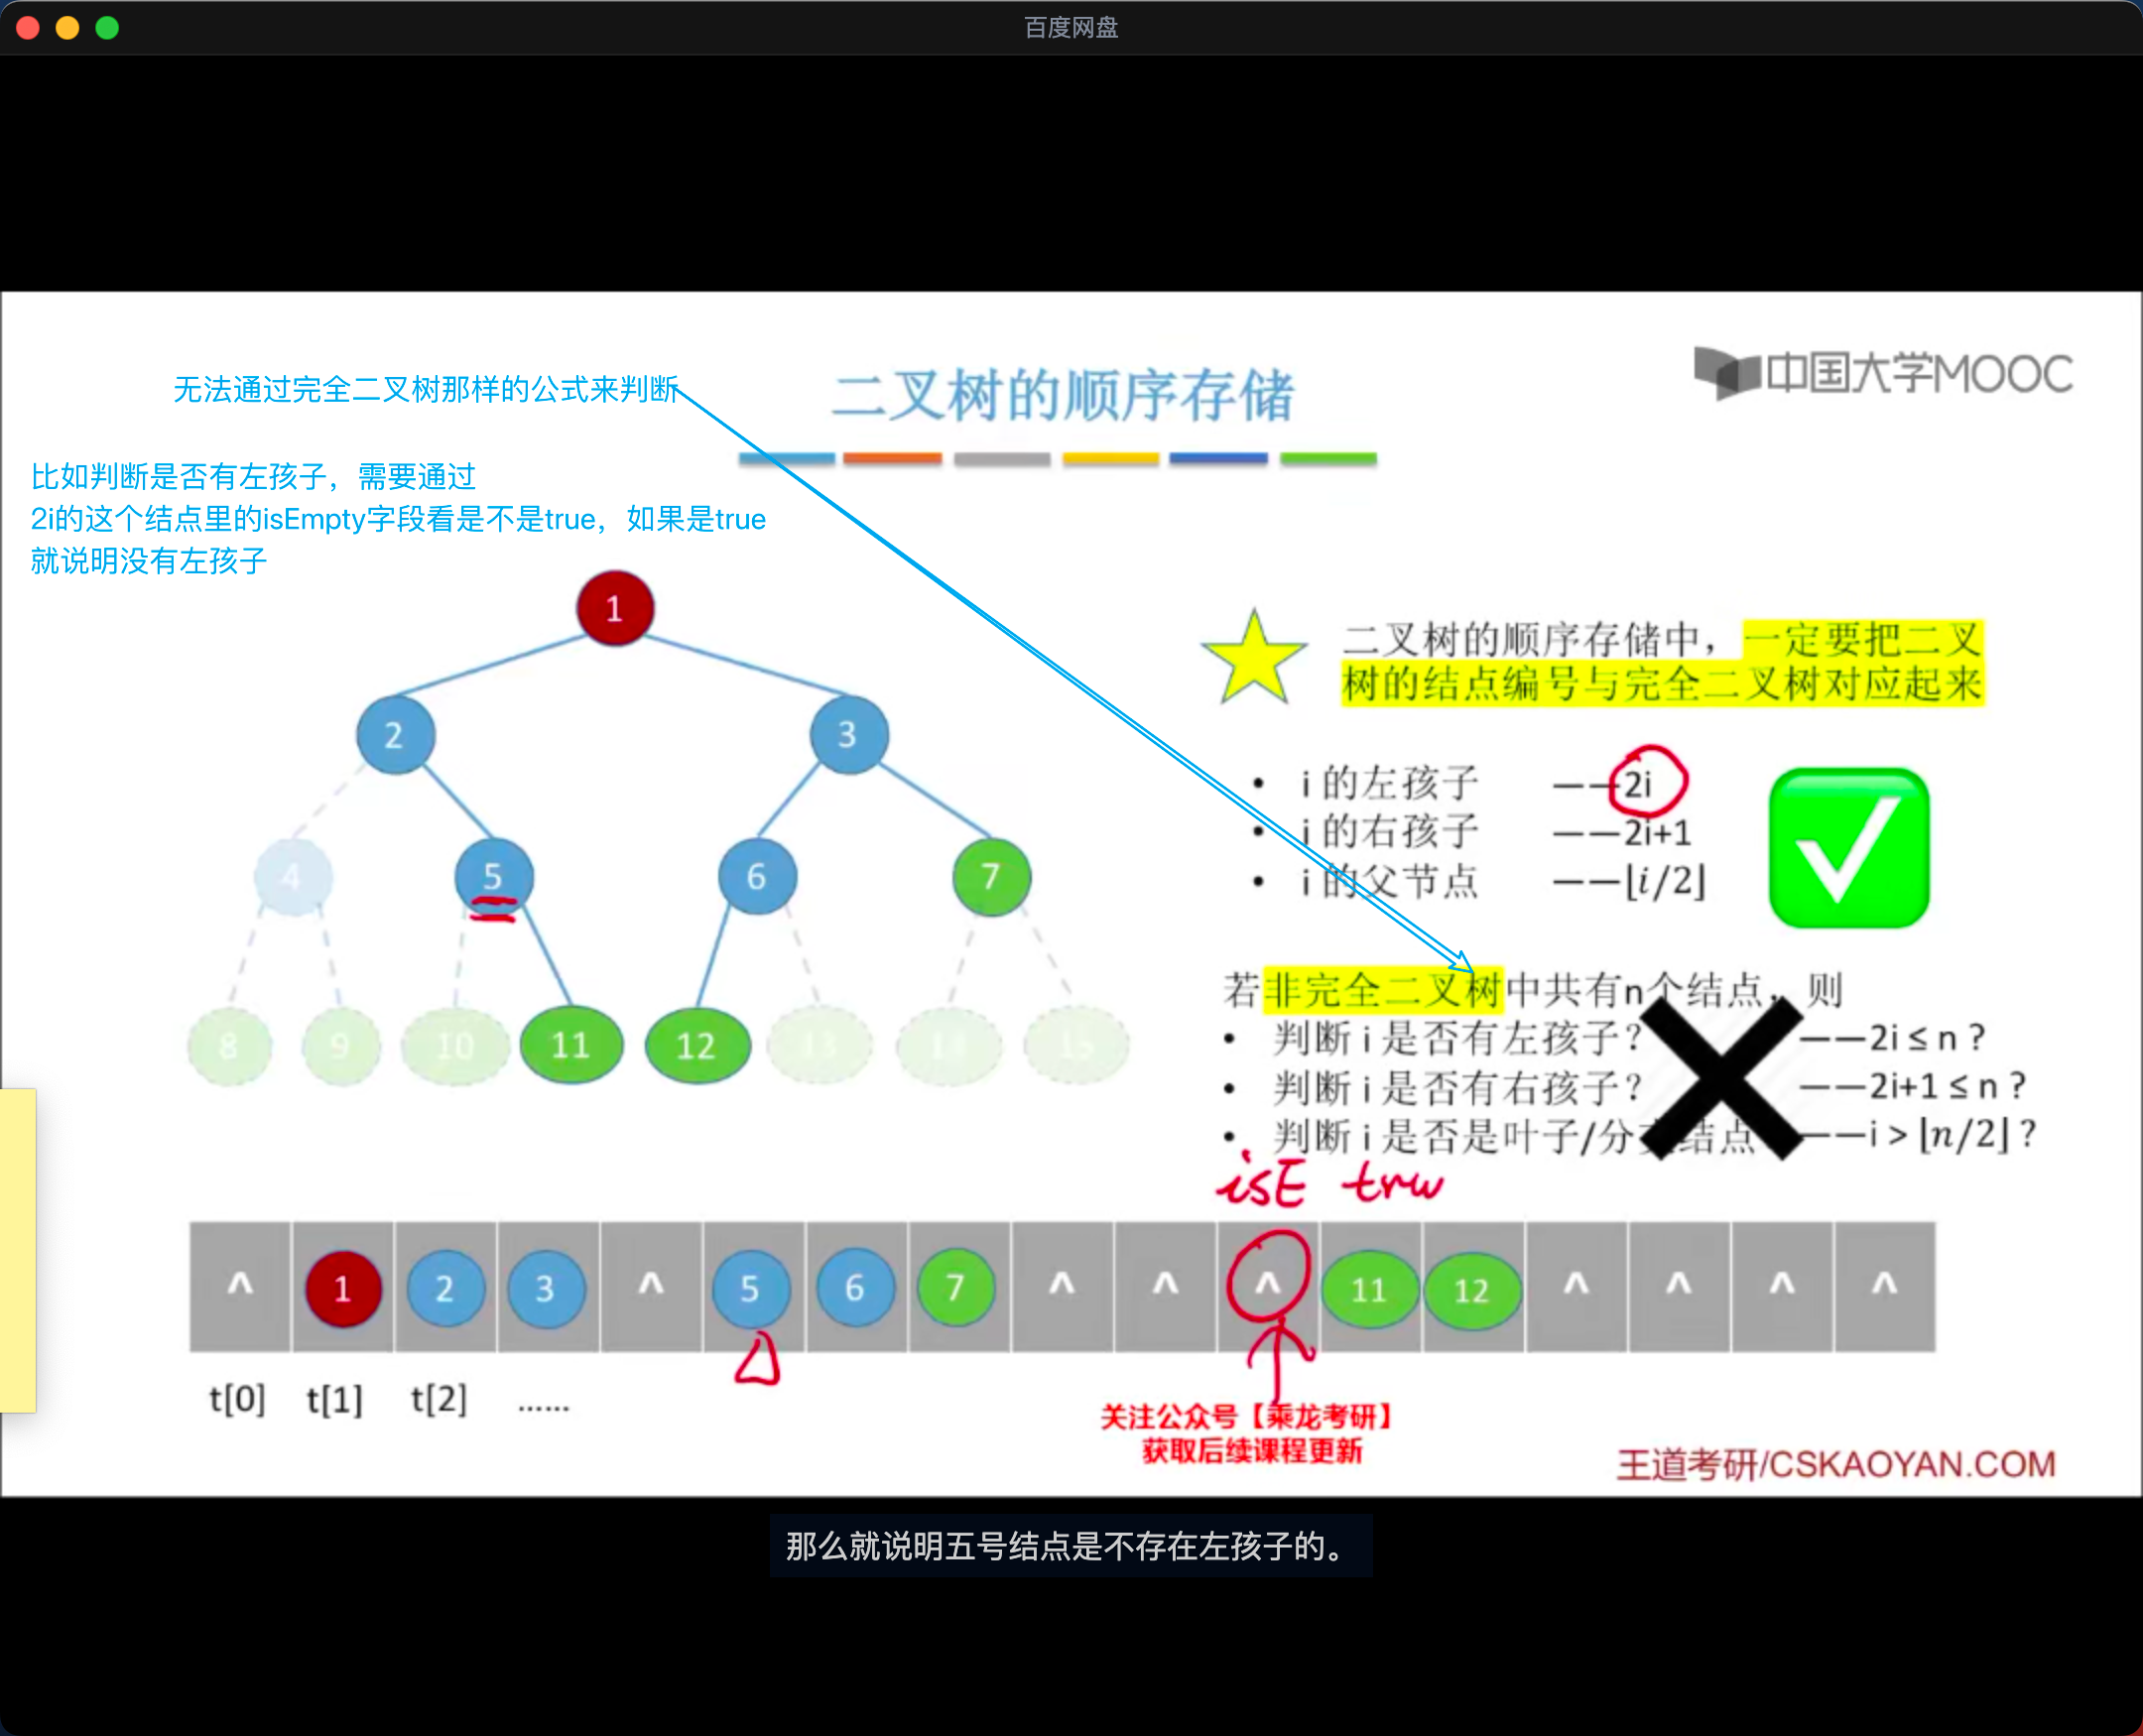 百度网盘
中国大学MOOC
二叉树的顺序存储
无法通过完全二叉树那样的公式来判断
比如判断是否有左孩子，需要通过
2i的这个结点里的isEmpty字段看是不是true，如果是true
就说明没有左孩子
1
2 3
4 5 6 7
8 9 10 11 12 13 14 15
二叉树的顺序存储中，一定要把二叉
树的结点编号与完全二叉树对应起来
• i 的左孩子 ——2i
• i 的右孩子 ——2i+1
• i 的父节点 ——⌊i/2⌋
若非完全二叉树中共有n个结点，则
• 判断 i 是否有左孩子？ ——2i ≤ n ?
• 判断 i 是否有右孩子？ ——2i+1 ≤ n ?
• 判断 i 是否是叶子/分支结点 ——i > ⌊n/2⌋ ?
isE tru
^ 1 2 3 ^ 5 6 7 ^ ^ ^ 11 12 ^ ^ ^ ^
t[0] t[1] t[2] ......
关注公众号【乘龙考研】
获取后续课程更新
王道考研/CSKAOYAN.COM
那么就说明五号结点是不存在左孩子的。